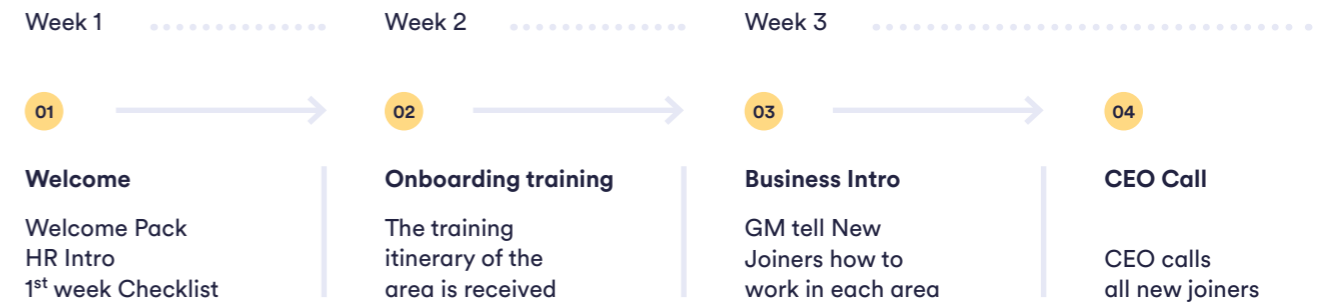 Week 1
Week 2
Week 3
01
02
03
04
Welcome
Onboarding training
Business Intro
CEO Call
Welcome Pack
HR Intro
1st week Checklist
The training
itinerary of the
area is received
GM tell New
Joiners how to
work in each area
CEO calls
all new joiners